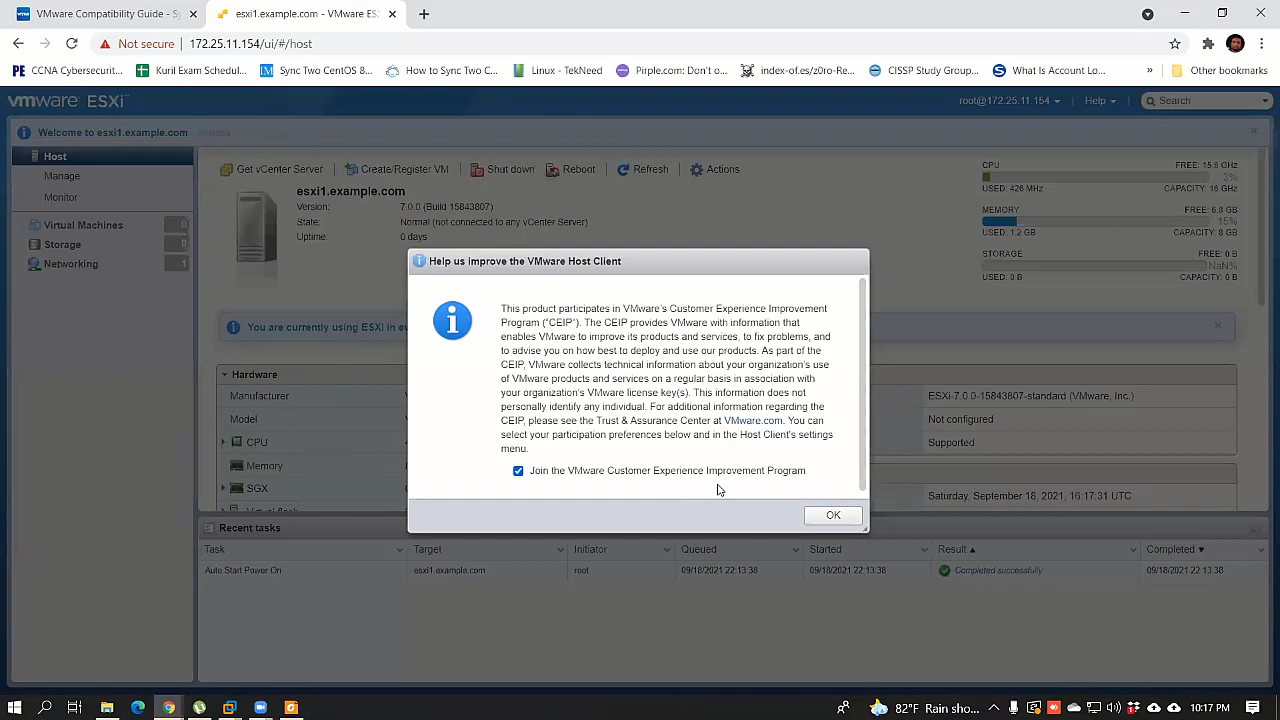 VMware Compatibility Guide - Sy
esxi1.example.com - VMware ES
Not secure
172.25.11.154/ui/#/host
CCNA Cybersecurit...
Kuril Exam Schedul...
Sync Two CentOS 8...
How to Sync Two C...
Linux - TekNeed
Pirple.com: Don't o...
index-of.es/z0ro-Re...
CISSP Study Group...
What Is Account Lo...
»
Other bookmarks
vmware ESXi
root@172.25.11.154
Help
Search
Welcome to esxi1.example.com
Host
Manage
Monitor
Virtual Machines 0
Storage 0
Networking 1
Get vCenter Server
Create/Register VM
Shut down
Reboot
Refresh
Actions
esxi1.example.com
Version: 7.0.0 (Build 15843807)
State: Normal (not connected to any vCenter Server)
Uptime: 0 days
CPU FREE: 15.6 GHz
3%
USED: 426 MHz CAPACITY: 16 GHz
MEMORY FREE: 6.8 GB
15%
USED: 1.2 GB CAPACITY: 8 GB
STORAGE FREE: 0 B
NaN%
USED: 0 B CAPACITY: 0 B
You are currently using ESXi in ev
Hardware
Manufacturer
Model
CPU
Memory
SGX
ESXi-7.0.0-15843807-standard (VMware, Inc.)
Not configured
Supported
Saturday, September 18, 2021, 16:17:31 UTC
Help us improve the VMware Host Client
This product participates in VMware's Customer Experience Improvement
Program ("CEIP"). The CEIP provides VMware with information that
enables VMware to improve its products and services, to fix problems, and
to advise you on how best to deploy and use our products. As part of the
CEIP, VMware collects technical information about your organization's use
of VMware products and services on a regular basis in association with
your organization's VMware license key(s). This information does not
personally identify any individual. For additional information regarding the
CEIP, please see the Trust & Assurance Center at VMware.com. You can
select your participation preferences below and in the Host Client's settings
menu.
Join the VMware Customer Experience Improvement Program
OK
Recent tasks
Task Target Initiator Queued Started Result Completed
Auto Start Power On esxi1.example.com root 09/18/2021 22:13:38 09/18/2021 22:13:38 Completed successfully 09/18/2021 22:13:38
82°F Rain sho...
10:17 PM